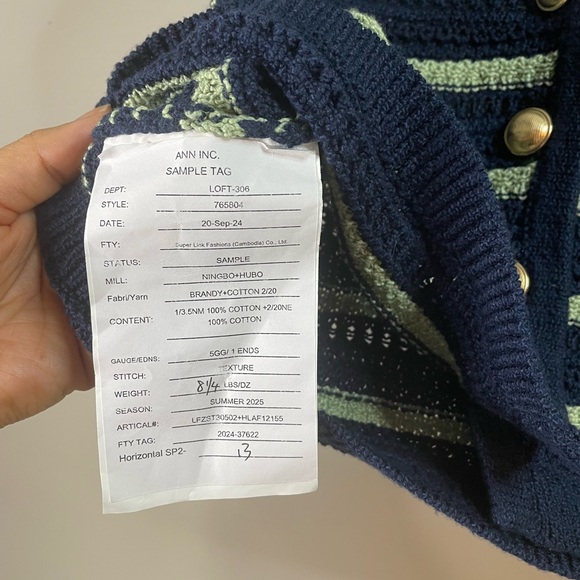 ANN INC.
SAMPLE TAG
DEPT: LOFT-306
STYLE: 765804
DATE: 20-Sep-24
FTY: Super Link Fashions (Cambodia) Co., Ltd
STATUS: SAMPLE
MILL: NINGBO+HUBO
Fabri/Yarn BRANDY+COTTON 2/20
CONTENT: 1/3.5NM 100% COTTON +2/20NE
100% COTTON
GAUGE/EDNS: 5GG/ 1 ENDS
STITCH: TEXTURE
WEIGHT: 8 1/4 LBS/DZ
SEASON: SUMMER 2025
ARTICAL#: LFZST30502+HLAF12155
FTY TAG: 2024-37622
Horizontal SP2- 13